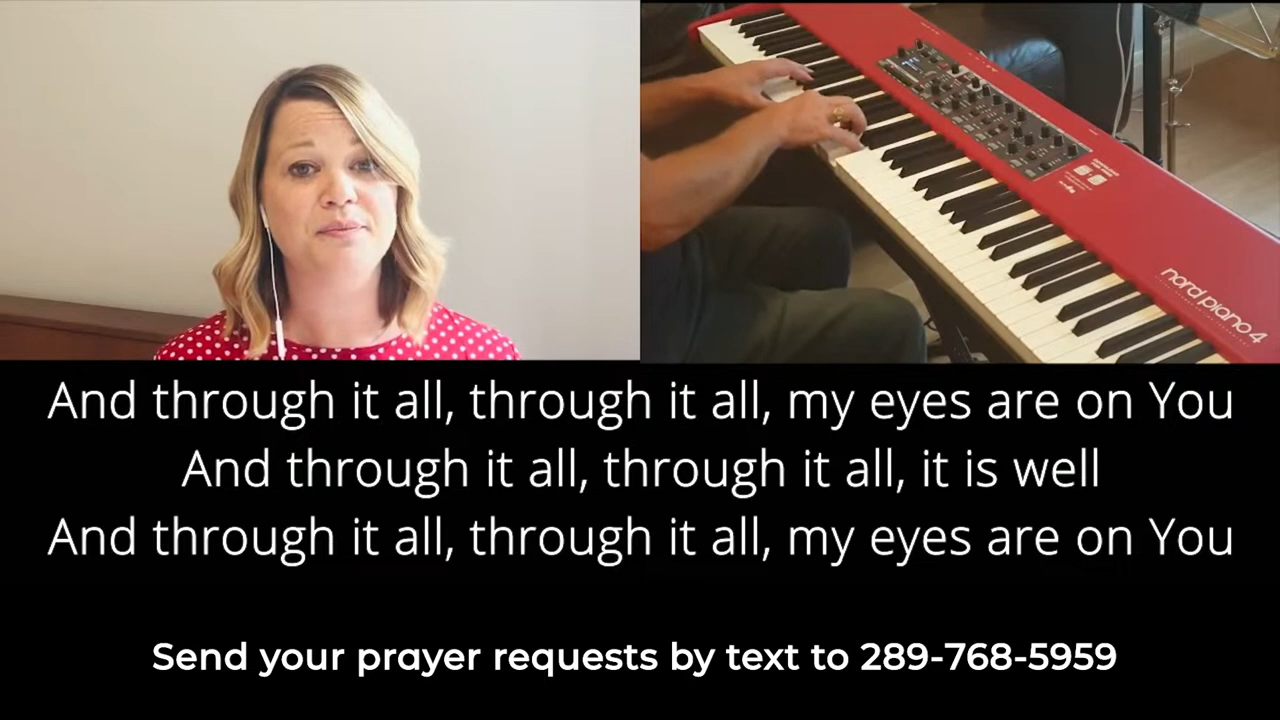 nord piano 4
And through it all, through it all, my eyes are on You
And through it all, through it all, it is well
And through it all, through it all, my eyes are on You
Send your prayer requests by text to 289-768-5959